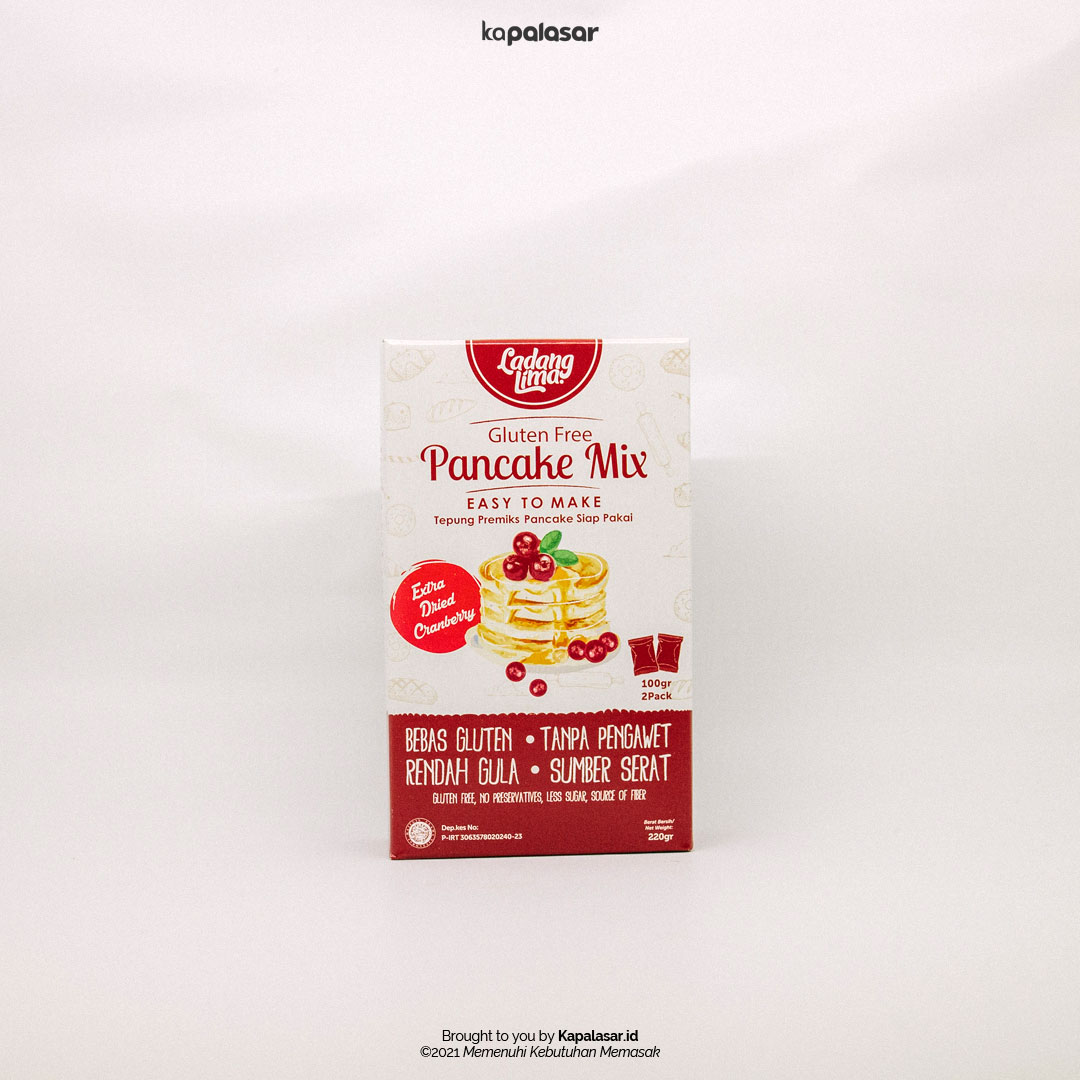 kapalasar
Ladang
lima.
Gluten Free
Pancake Mix
EASY TO MAKE
Tepung Premiks Pancake Siap Pakai
Extra
Dried
Cranberry
100gr
2Pack
BEBAS GLUTEN • TANPA PENGAWET
RENDAH GULA • SUMBER SERAT
GLUTEN FREE, NO PRESERVATIVES, LESS SUGAR, SOURCE OF FIBER
Dep.kes No:
P-IRT 3063578020240-23
Berat Bersih/
Net Weight:
220gr
Brought to you by Kapalasar.id
©2021 Memenuhi Kebutuhan Memasak